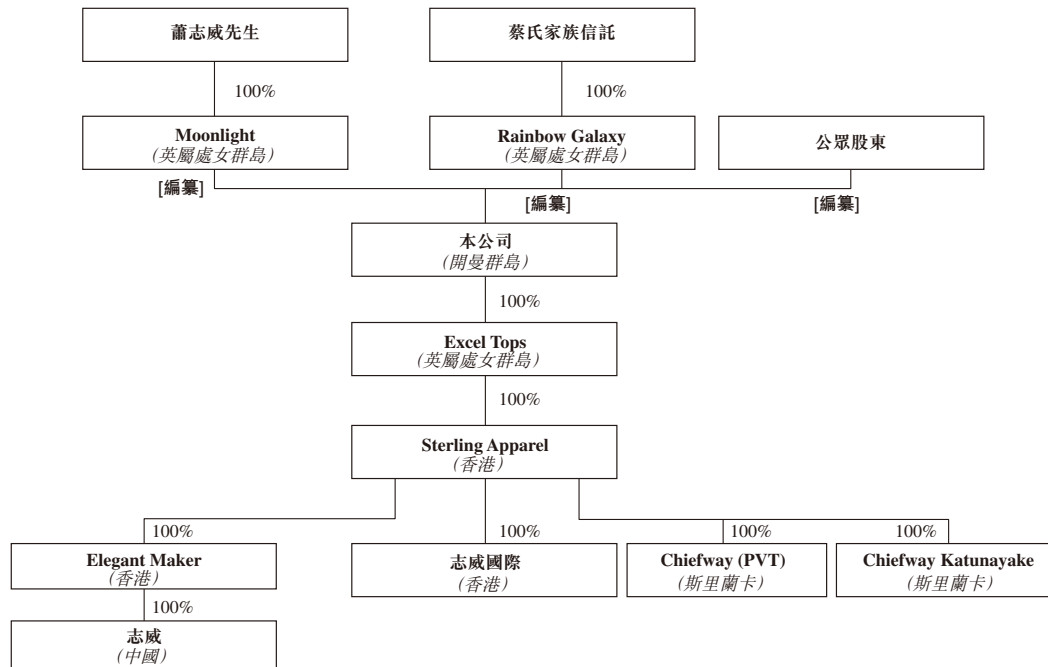 蕭志威先生
蔡氏家族信託
100%
100%
Moonlight
(英屬處女群島)
Rainbow Galaxy
(英屬處女群島)
公眾股東
[編纂]
[編纂]
[編纂]
本公司
(開曼群島)
100%
Excel Tops
(英屬處女群島)
100%
Sterling Apparel
(香港)
100%
100%
100%
100%
Elegant Maker
(香港)
志威國際
(香港)
Chiefway (PVT)
(斯里蘭卡)
Chiefway Katunayake
(斯里蘭卡)
100%
志威
(中國)